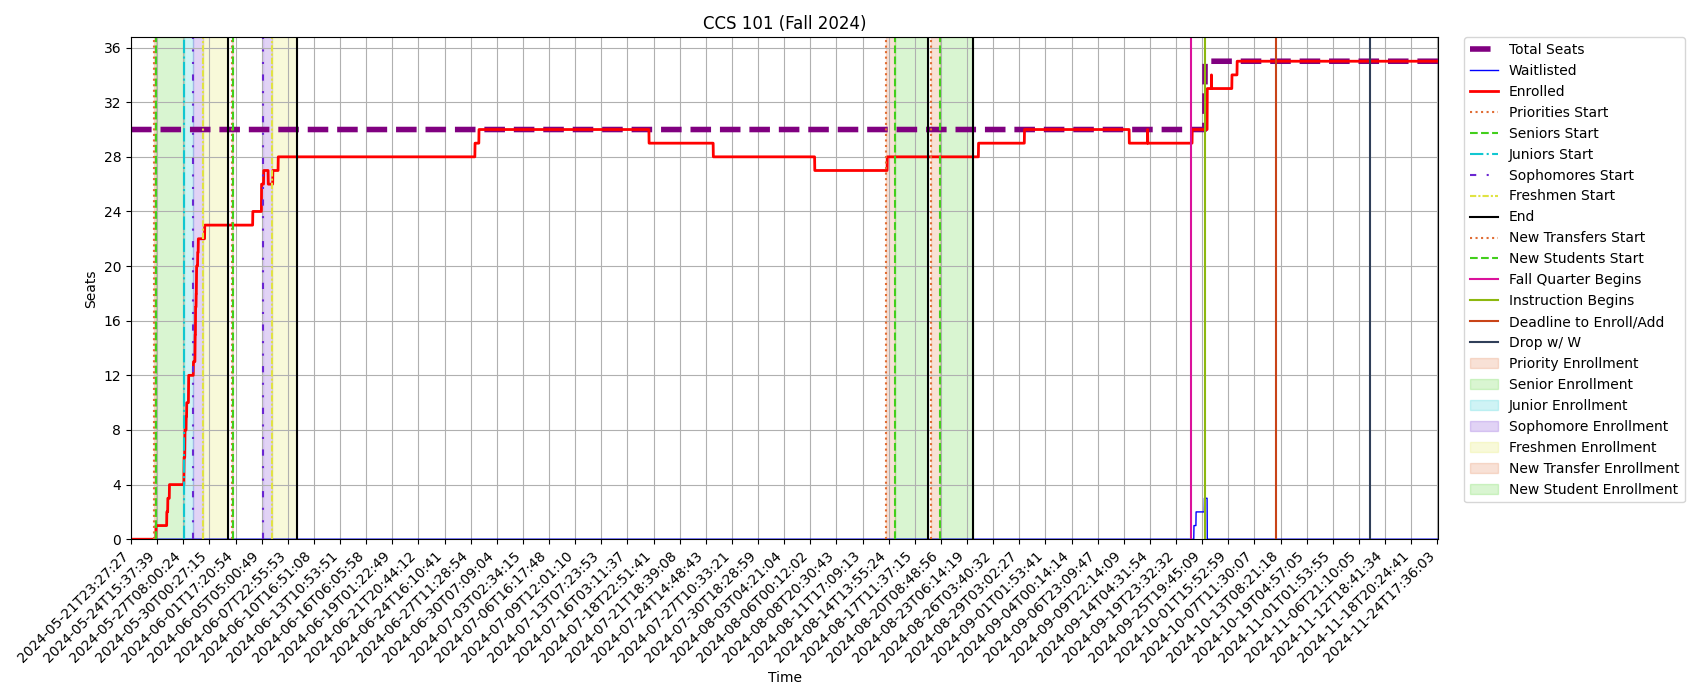 CCS 101 (Fall 2024)
36
32
28
24
20
16
12
8
4
0
Seats
2024-05-21T23:27:27
2024-05-24T15:37:39
2024-05-27T08:00:24
2024-05-30T00:27:15
2024-06-01T17:20:54
2024-06-05T05:00:49
2024-06-07T22:55:53
2024-06-10T16:51:08
2024-06-13T10:53:51
2024-06-16T06:05:58
2024-06-19T01:22:49
2024-06-21T20:44:12
2024-06-24T16:10:41
2024-06-27T11:28:54
2024-06-30T07:09:04
2024-07-03T02:34:15
2024-07-06T16:17:48
2024-07-09T12:01:10
2024-07-13T07:23:53
2024-07-16T03:11:37
2024-07-18T22:51:41
2024-07-21T18:39:08
2024-07-24T14:48:43
2024-07-27T10:33:21
2024-07-30T18:28:59
2024-08-03T04:21:04
2024-08-06T00:12:02
2024-08-08T20:30:43
2024-08-11T17:09:13
2024-08-14T13:55:24
2024-08-17T11:37:15
2024-08-20T08:48:56
2024-08-23T06:14:19
2024-08-26T03:40:32
2024-08-29T03:02:27
2024-09-01T01:53:41
2024-09-04T00:14:14
2024-09-06T23:09:47
2024-09-09T22:14:09
2024-09-14T04:31:54
2024-09-19T23:32:32
2024-09-25T19:45:09
2024-10-01T15:52:59
2024-10-07T11:30:07
2024-10-13T08:21:18
2024-10-19T04:57:05
2024-11-01T01:53:55
2024-11-06T21:10:05
2024-11-12T18:41:34
2024-11-18T20:24:41
2024-11-24T17:36:03
Time
Total Seats
Waitlisted
Enrolled
Priorities Start
Seniors Start
Juniors Start
Sophomores Start
Freshmen Start
End
New Transfers Start
New Students Start
Fall Quarter Begins
Instruction Begins
Deadline to Enroll/Add
Drop w/ W
Priority Enrollment
Senior Enrollment
Junior Enrollment
Sophomore Enrollment
Freshmen Enrollment
New Transfer Enrollment
New Student Enrollment